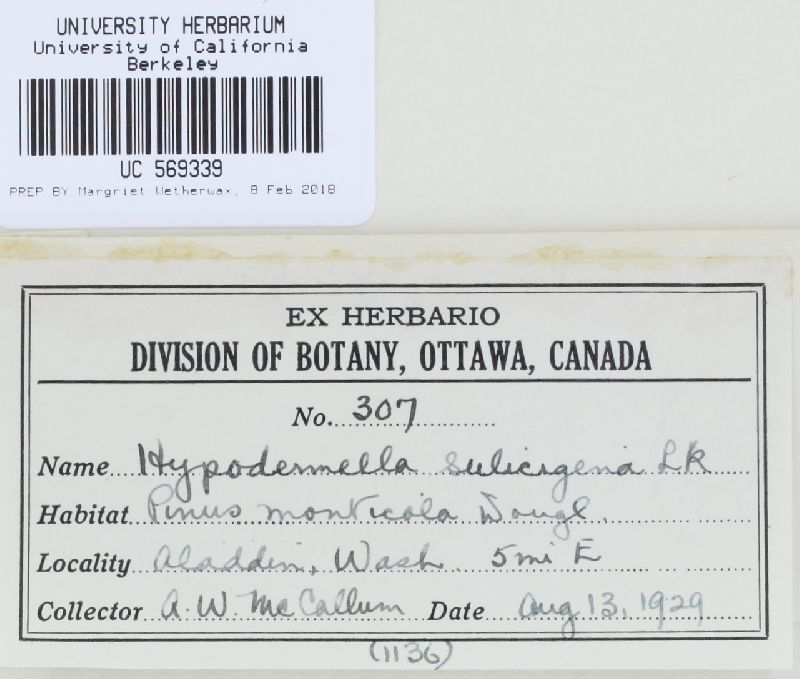 UNIVERSITY HERBARIUM
University of California
Berkeley
UC 569339
PREP BY Margriet Wetherwax, 8 Feb 2018
EX HERBARIO
DIVISION OF BOTANY, OTTAWA, CANADA
No. 307
Name Hypodermella sulcigena Lk
Habitat Pinus monticola Dougl.
Locality Aladdin, Wash 5mi E
Collector A. W. McCallum Date Aug 13, 1929
(1136)